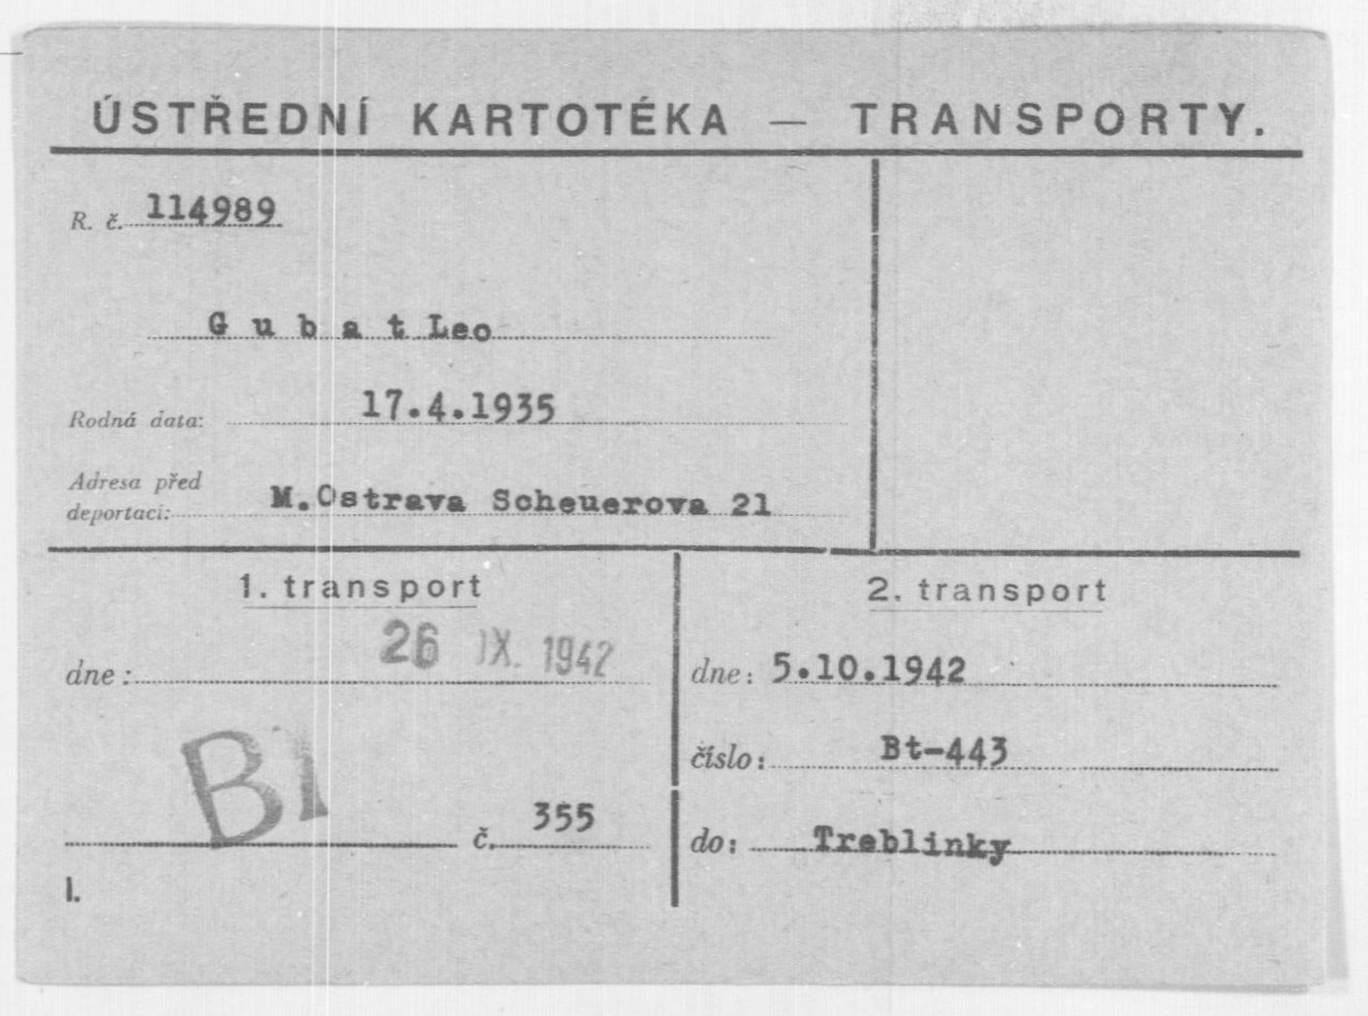 ÚSTŘEDNÍ KARTOTÉKA — TRANSPORTY.
R. č. 114989
G u b a t Leo
Rodná data: 17.4.1935
Adresa před
deportací: M.Ostrava Scheuerova 21
1. transport
dne: 26 IX. 1942
Bl
č. 355
I.
2. transport
dne: 5.10.1942
číslo: Bt-443
do: Treblinky